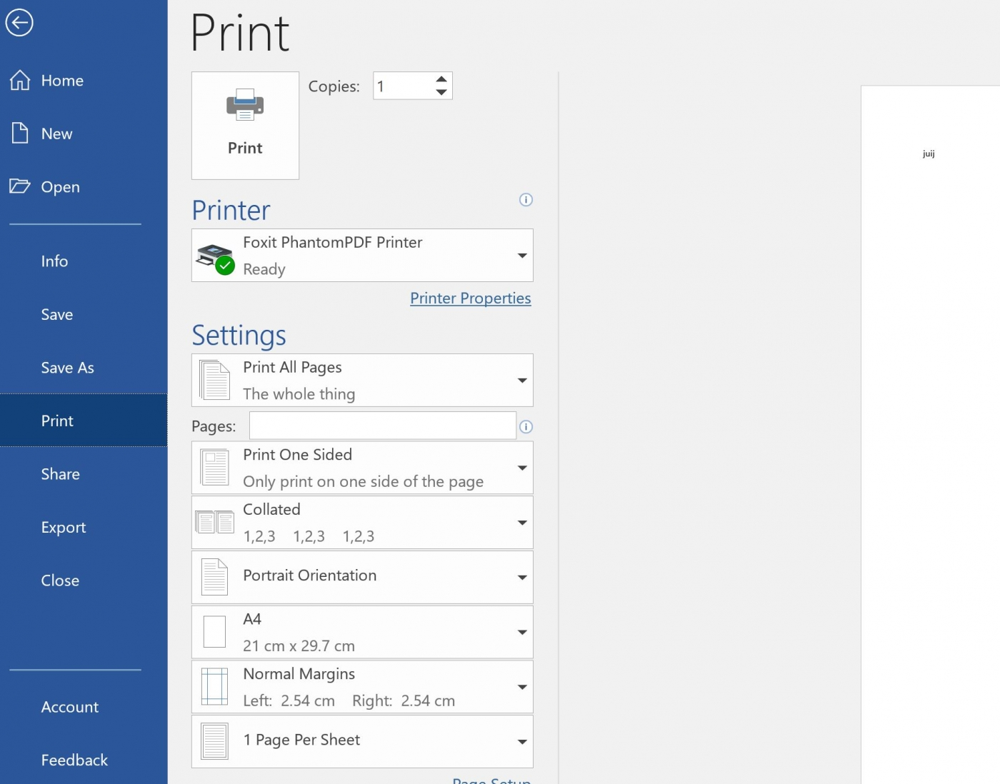 Print
Home
New
Open
Info
Save
Save As
Print
Share
Export
Close
Account
Feedback
Print
Copies: 1
Printer
Foxit PhantomPDF Printer
Ready
Printer Properties
Settings
Print All Pages
The whole thing
Pages:
Print One Sided
Only print on one side of the page
Collated
1,2,3 1,2,3 1,2,3
Portrait Orientation
A4
21 cm x 29.7 cm
Normal Margins
Left: 2.54 cm Right: 2.54 cm
1 Page Per Sheet
Page Setup
juij